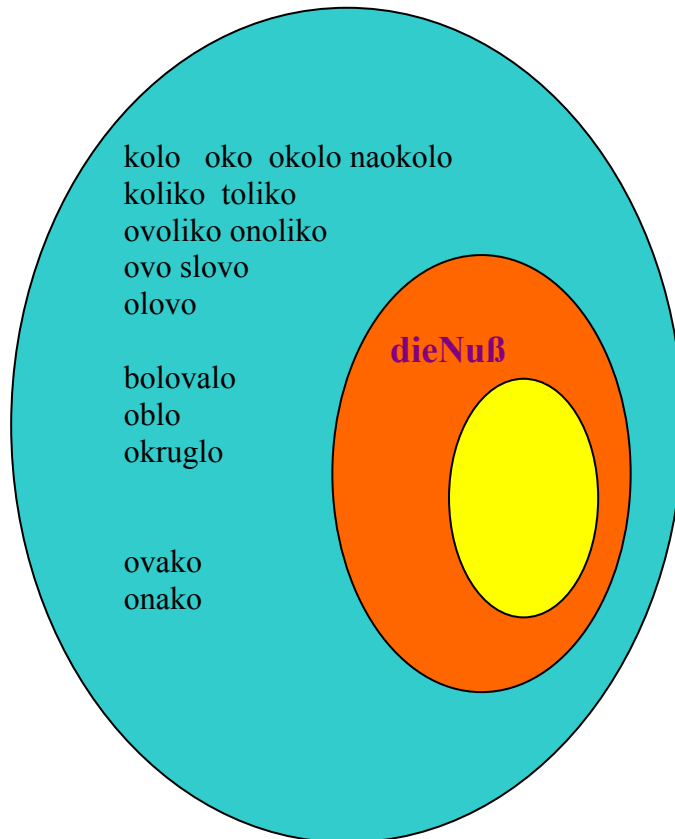 kolo oko okolo naokolo
koliko toliko
ovoliko onoliko
ovo slovo
olovo
dieNuß
bolovalo
oblo
okruglo
ovako
onako